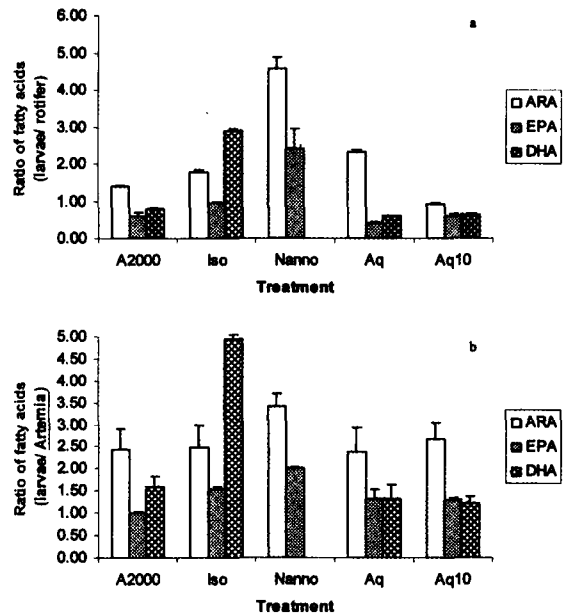 a
Ratio of fatty acids
(larvae/ rotifer)
6.00
5.00
4.00
3.00
2.00
1.00
0.00
A2000 Iso Nanno Aq Aq10
Treatment
ARA
EPA
DHA
b
Ratio of fatty acids
(larvae/ Artemia)
5.00
4.50
4.00
3.50
3.00
2.50
2.00
1.50
1.00
0.50
0.00
A2000 Iso Nanno Aq Aq10
Treatment
ARA
EPA
DHA